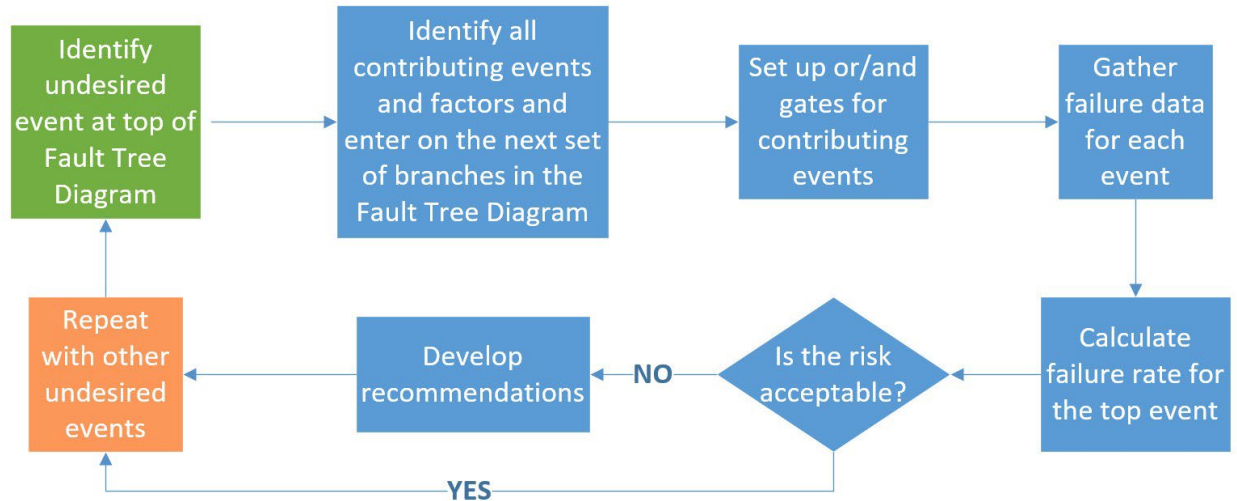 Identify
undesired
event at top of
Fault Tree
Diagram
Identify all
contributing events
and factors and
enter on the next set
of branches in the
Fault Tree Diagram
Set up or/and
gates for
contributing
events
Gather
failure data
for each
event
Calculate
failure rate for
the top event
Is the risk
acceptable?
NO
Develop
recommendations
YES
Repeat
with other
undesired
events